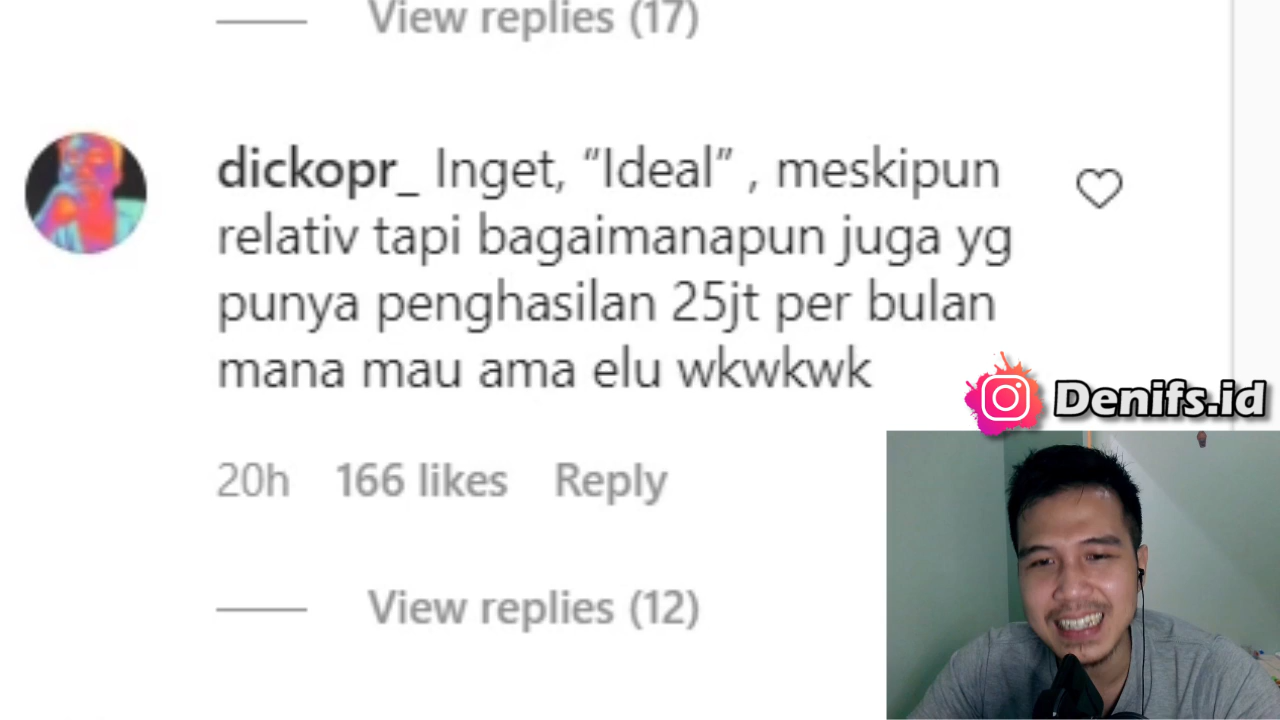 View replies (17)
dickopr_ Inget, “Ideal” , meskipun
relativ tapi bagaimanapun juga yg
punya penghasilan 25jt per bulan
mana mau ama elu wkwkwk
20h 166 likes Reply
View replies (12)
Denifs.id